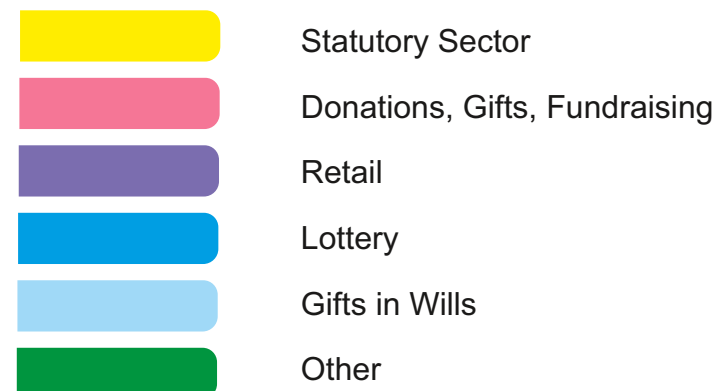 Statutory Sector
Donations, Gifts, Fundraising
Retail
Lottery
Gifts in Wills
Other